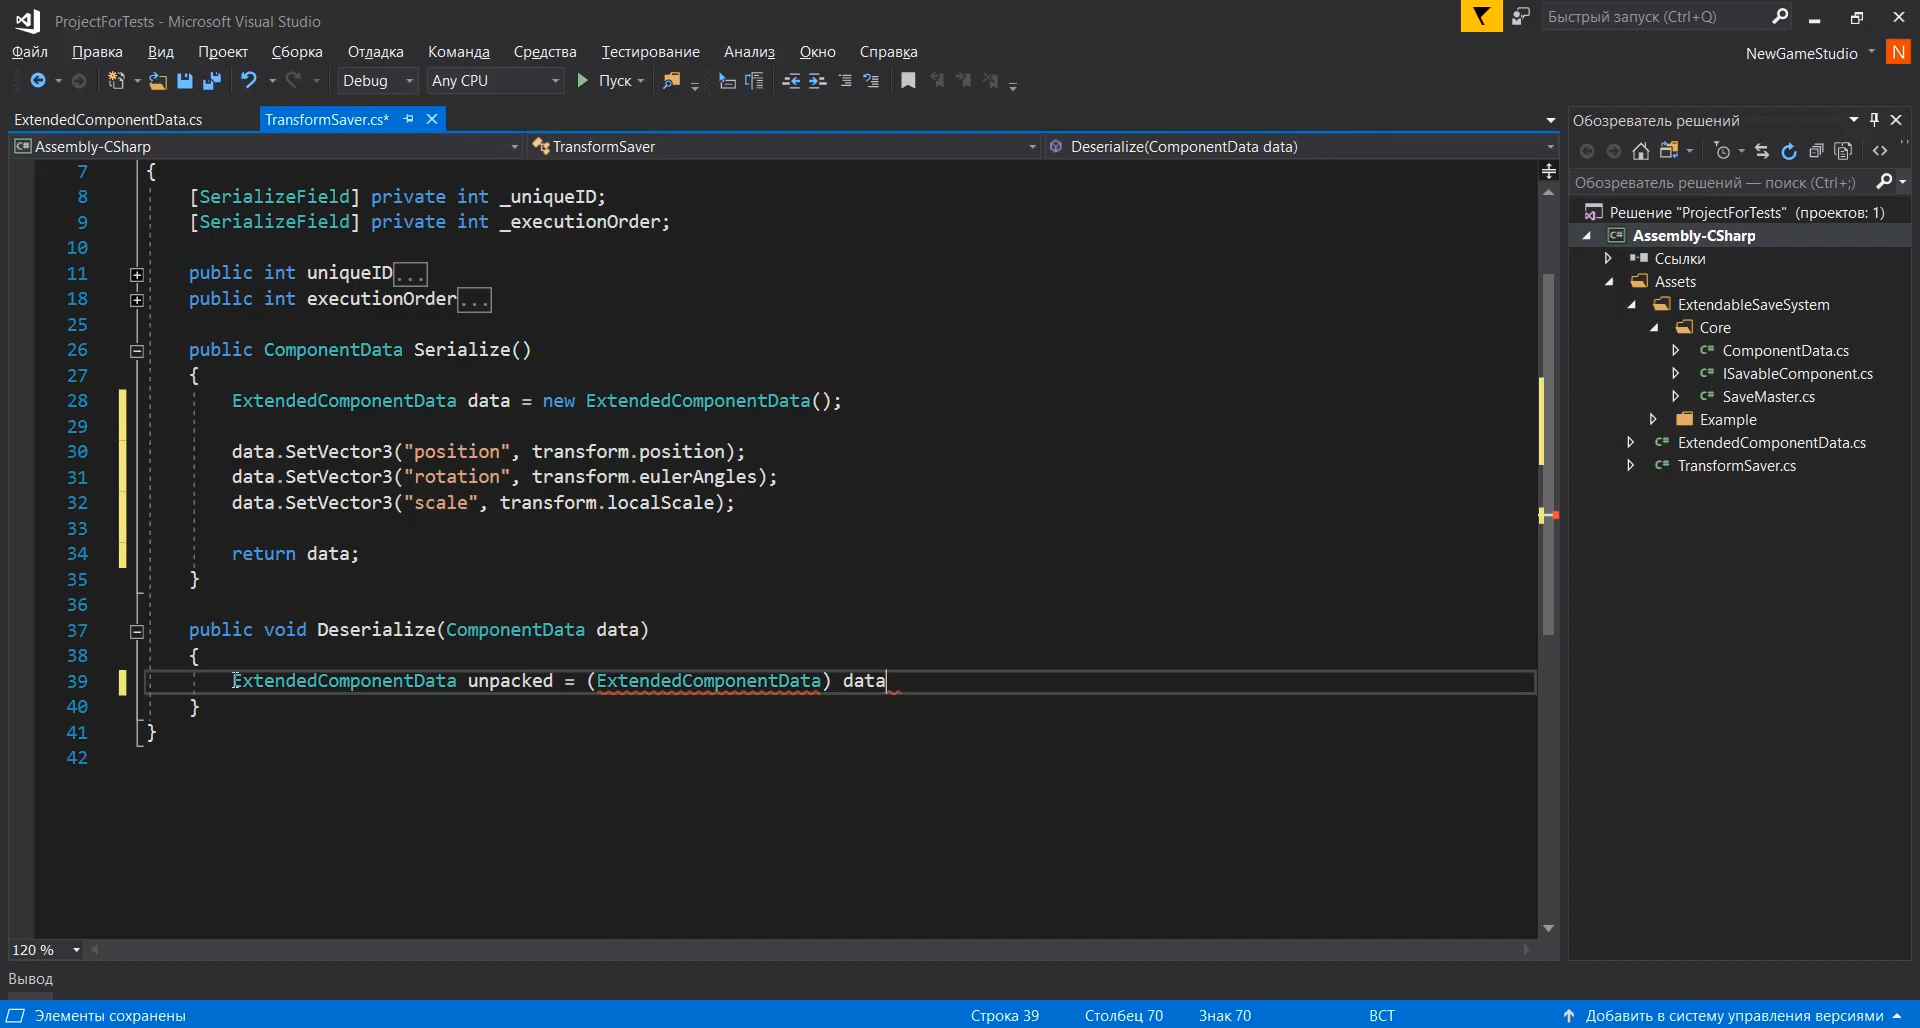 ProjectForTests - Microsoft Visual Studio
Быстрый запуск (Ctrl+Q)
Файл Правка Вид Проект Сборка Отладка Команда Средства Тестирование Анализ Окно Справка
NewGameStudio N
Debug Any CPU Пуск
ExtendedComponentData.cs TransformSaver.cs*
Assembly-CSharp TransformSaver Deserialize(ComponentData data)
7 {
8 [SerializeField] private int _uniqueID;
9 [SerializeField] private int _executionOrder;
10
11 public int uniqueID...
18 public int executionOrder...
25
26 public ComponentData Serialize()
27 {
28 ExtendedComponentData data = new ExtendedComponentData();
29
30 data.SetVector3("position", transform.position);
31 data.SetVector3("rotation", transform.eulerAngles);
32 data.SetVector3("scale", transform.localScale);
33
34 return data;
35 }
36
37 public void Deserialize(ComponentData data)
38 {
39 ExtendedComponentData unpacked = (ExtendedComponentData) data
40 }
41 }
42
120 %
Обозреватель решений
Обозреватель решений — поиск (Ctrl+;)
Решение "ProjectForTests" (проектов: 1)
C# Assembly-CSharp
Ссылки
Assets
ExtendableSaveSystem
Core
C# ComponentData.cs
C# ISavableComponent.cs
C# SaveMaster.cs
Example
C# ExtendedComponentData.cs
C# TransformSaver.cs
Вывод
Элементы сохранены Строка 39 Столбец 70 Знак 70 ВСТ Добавить в систему управления версиями